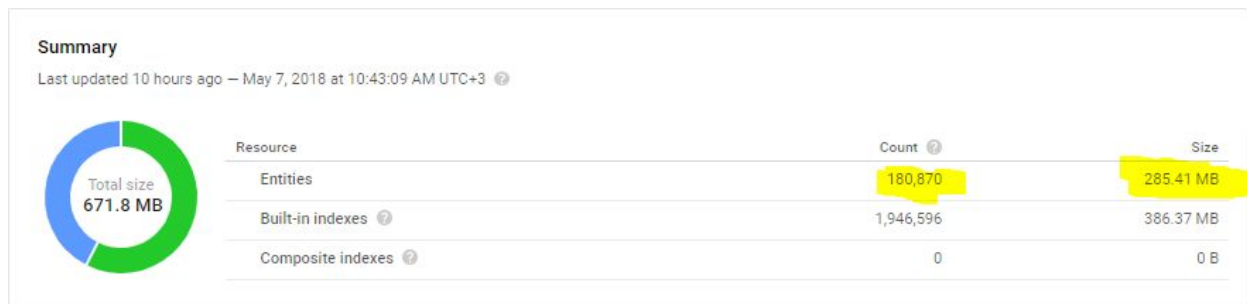 Summary
Last updated 10 hours ago — May 7, 2018 at 10:43:09 AM UTC+3 ?
Total size
671.8 MB
Resource Count ? Size
Entities 180,870 285.41 MB
Built-in indexes ? 1,946,596 386.37 MB
Composite indexes ? 0 0 B